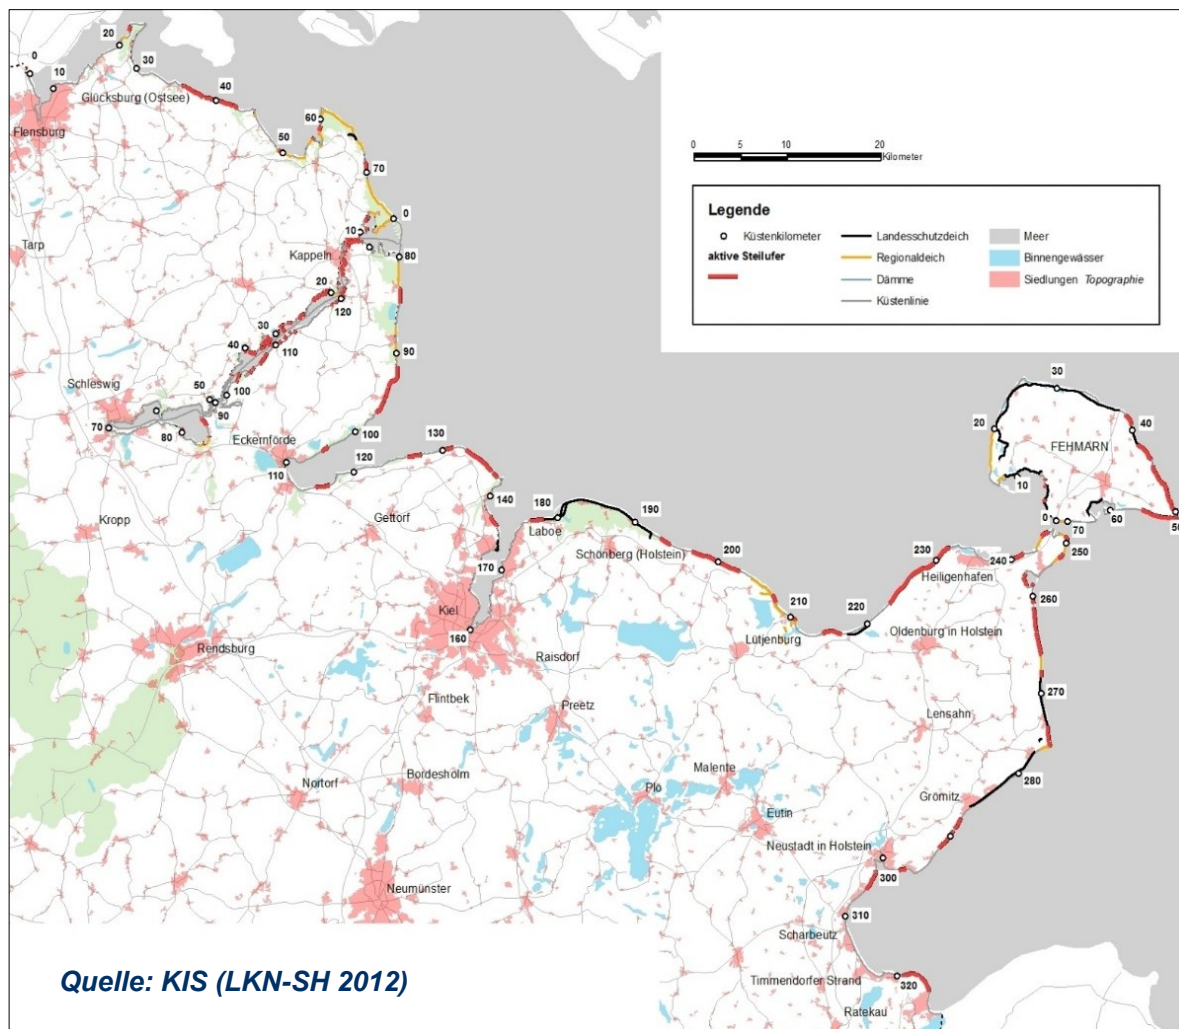 0
10
20
30
Glücksburg (Ostsee)
40
Flensburg
50
60
70
0
10
Tarp
Kappeln
80
20
120
30
40
110
90
50
100
Schleswig
90
70
80
Eckernförde
100
110
120
130
140
Kropp
Gettorf
180
190
Laboe
Schönberg (Holstein)
200
170
Kiel
160
210
220
230
Lütjenburg
Heiligenhafen
240
250
260
Oldenburg in Holstein
Rendsburg
Raisdorf
Flintbek
Preetz
270
Lensahn
Nortorf
Bordesholm
Malente
280
Plö
Grömitz
Eutin
Neustadt in Holstein
300
Neumünster
310
Scharbeutz
Timmendorfer Strand
320
Ratekau
30
20
40
FEHMARN
10
0
70
60
50
0 5 10 20
Kilometer
Legende
Küstenkilometer
aktive Steilufer
Landesschutzdeich
Regionaldeich
Dämme
Küstenlinie
Meer
Binnengewässer
Siedlungen Topographie
Quelle: KIS (LKN-SH 2012)